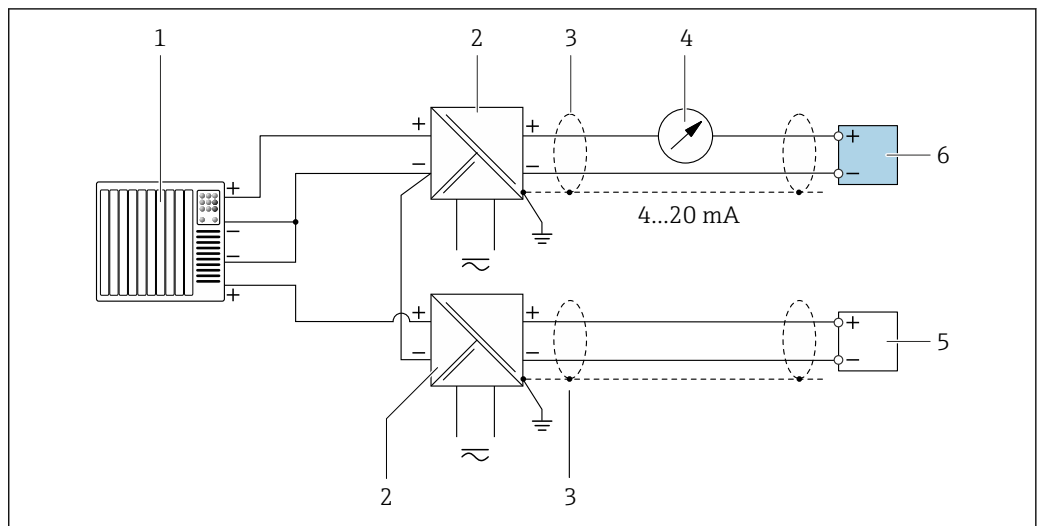 1 2 3 4
+ +
− −
+ +
− 6
+ −
4...20 mA
−
−
+
+ + +
− − − 5
2 3